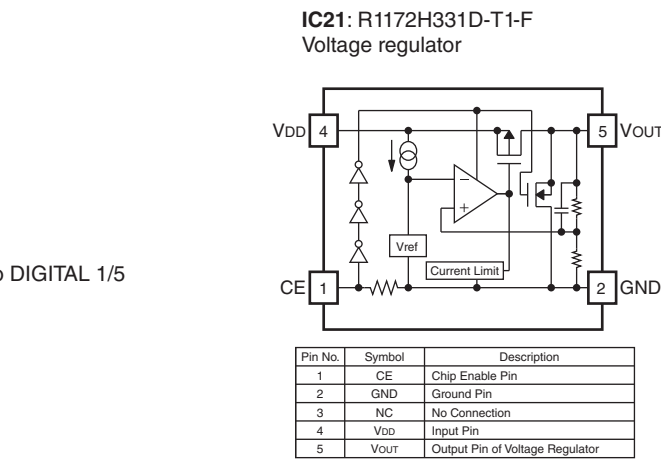 IC21: R1172H331D-T1-F
Voltage regulator
VDD 4
5 VOUT
Vref
Current Limit
DIGITAL 1/5
CE 1
2 GND
Pin No. Symbol Description
1 CE Chip Enable Pin
2 GND Ground Pin
3 NC No Connection
4 VDD Input Pin
5 VOUT Output Pin of Voltage Regulator